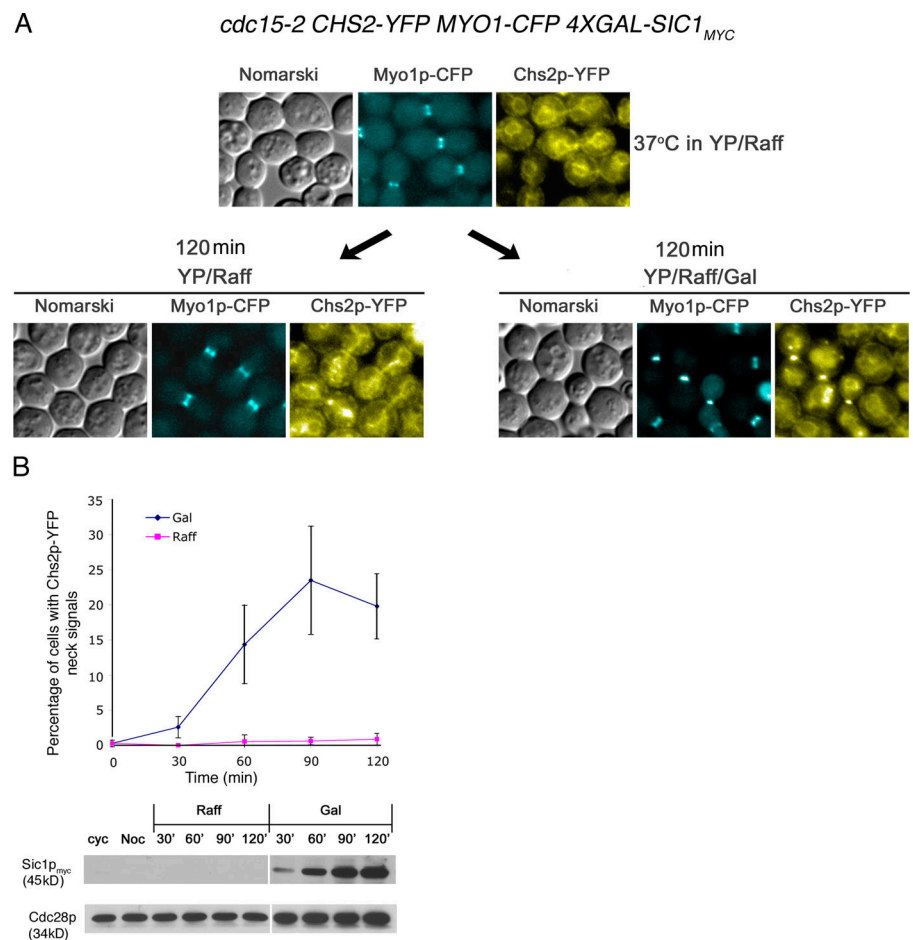 A
cdc15-2 CHS2-YFP MYO1-CFP 4XGAL-SIC1MYC
Nomarski Myo1p-CFP Chs2p-YFP
37oC in YP/Raff
120min
YP/Raff
Nomarski Myo1p-CFP Chs2p-YFP
120min
YP/Raff/Gal
Nomarski Myo1p-CFP Chs2p-YFP
B
Percentage of cells with Chs2p-YFP
neck signals
35
30
25
20
15
10
5
0
Gal
Raff
0 30 60 90 120
Time (min)
Raff Gal
cyc Noc 30' 60' 90' 120' 30' 60' 90' 120'
Sic1pmyc
(45kD)
Cdc28p
(34kD)